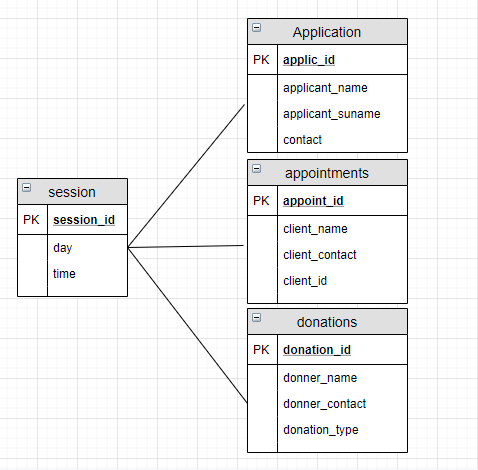 Application
PK applic_id
applicant_name
applicant_suname
contact
appointments
PK appoint_id
client_name
client_contact
client_id
session
PK session_id
day
time
donations
PK donation_id
donner_name
donner_contact
donation_type